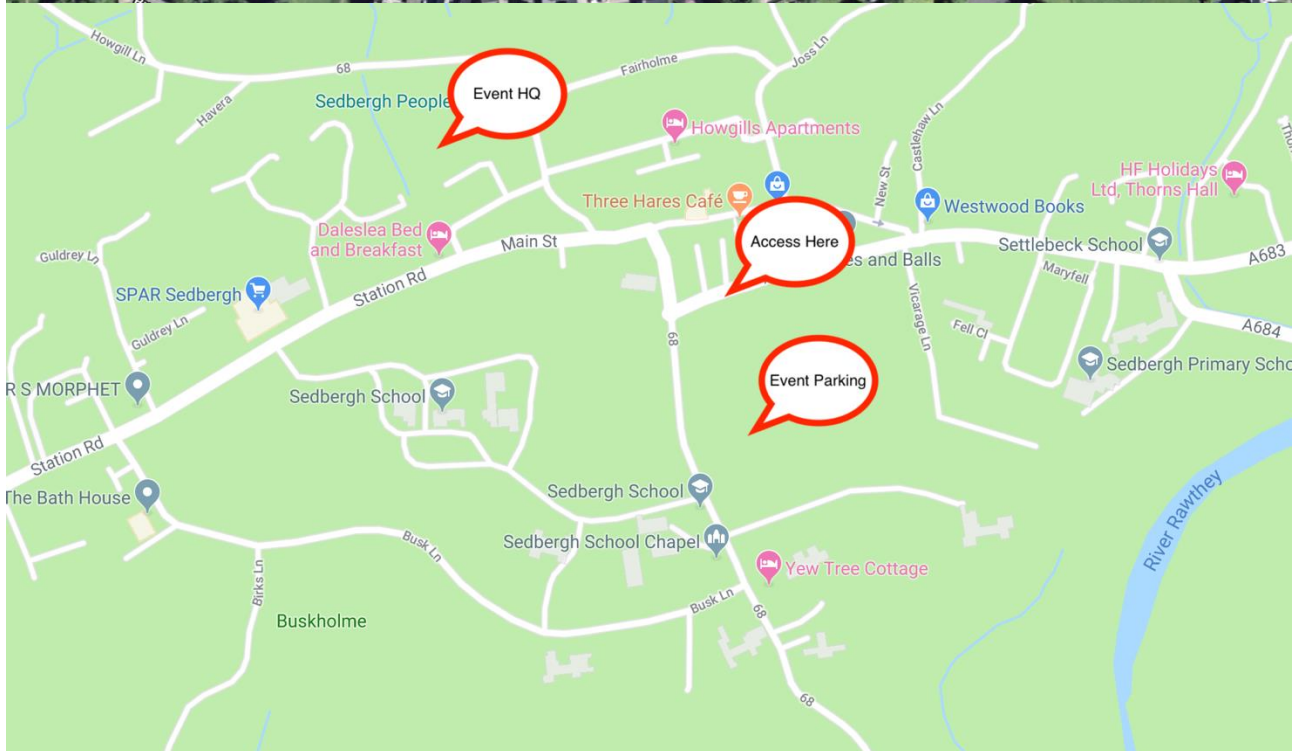 Howgill Ln
68
Havera
Sedbergh People
Event HQ
Fairholme
Joss Ln
Howgills Apartments
Castlehaw Ln
New St
HF Holidays
Ltd, Thorns Hall
Three Hares Café
Westwood Books
Daleslea Bed
and Breakfast
Main St
Access Here
es and Balls
Settlebeck School
Maryfell
A683
Guldrey Ln
SPAR Sedbergh
Station Rd
Guldrey Ln
68
Vicarage Ln
Fell Cl
A684
Event Parking
Sedbergh Primary Scho
R S MORPHET
Sedbergh School
Station Rd
The Bath House
Sedbergh School
River Rawthey
Busk Ln
Sedbergh School Chapel
Yew Tree Cottage
Birks Ln
Busk Ln
68
Buskholme
68